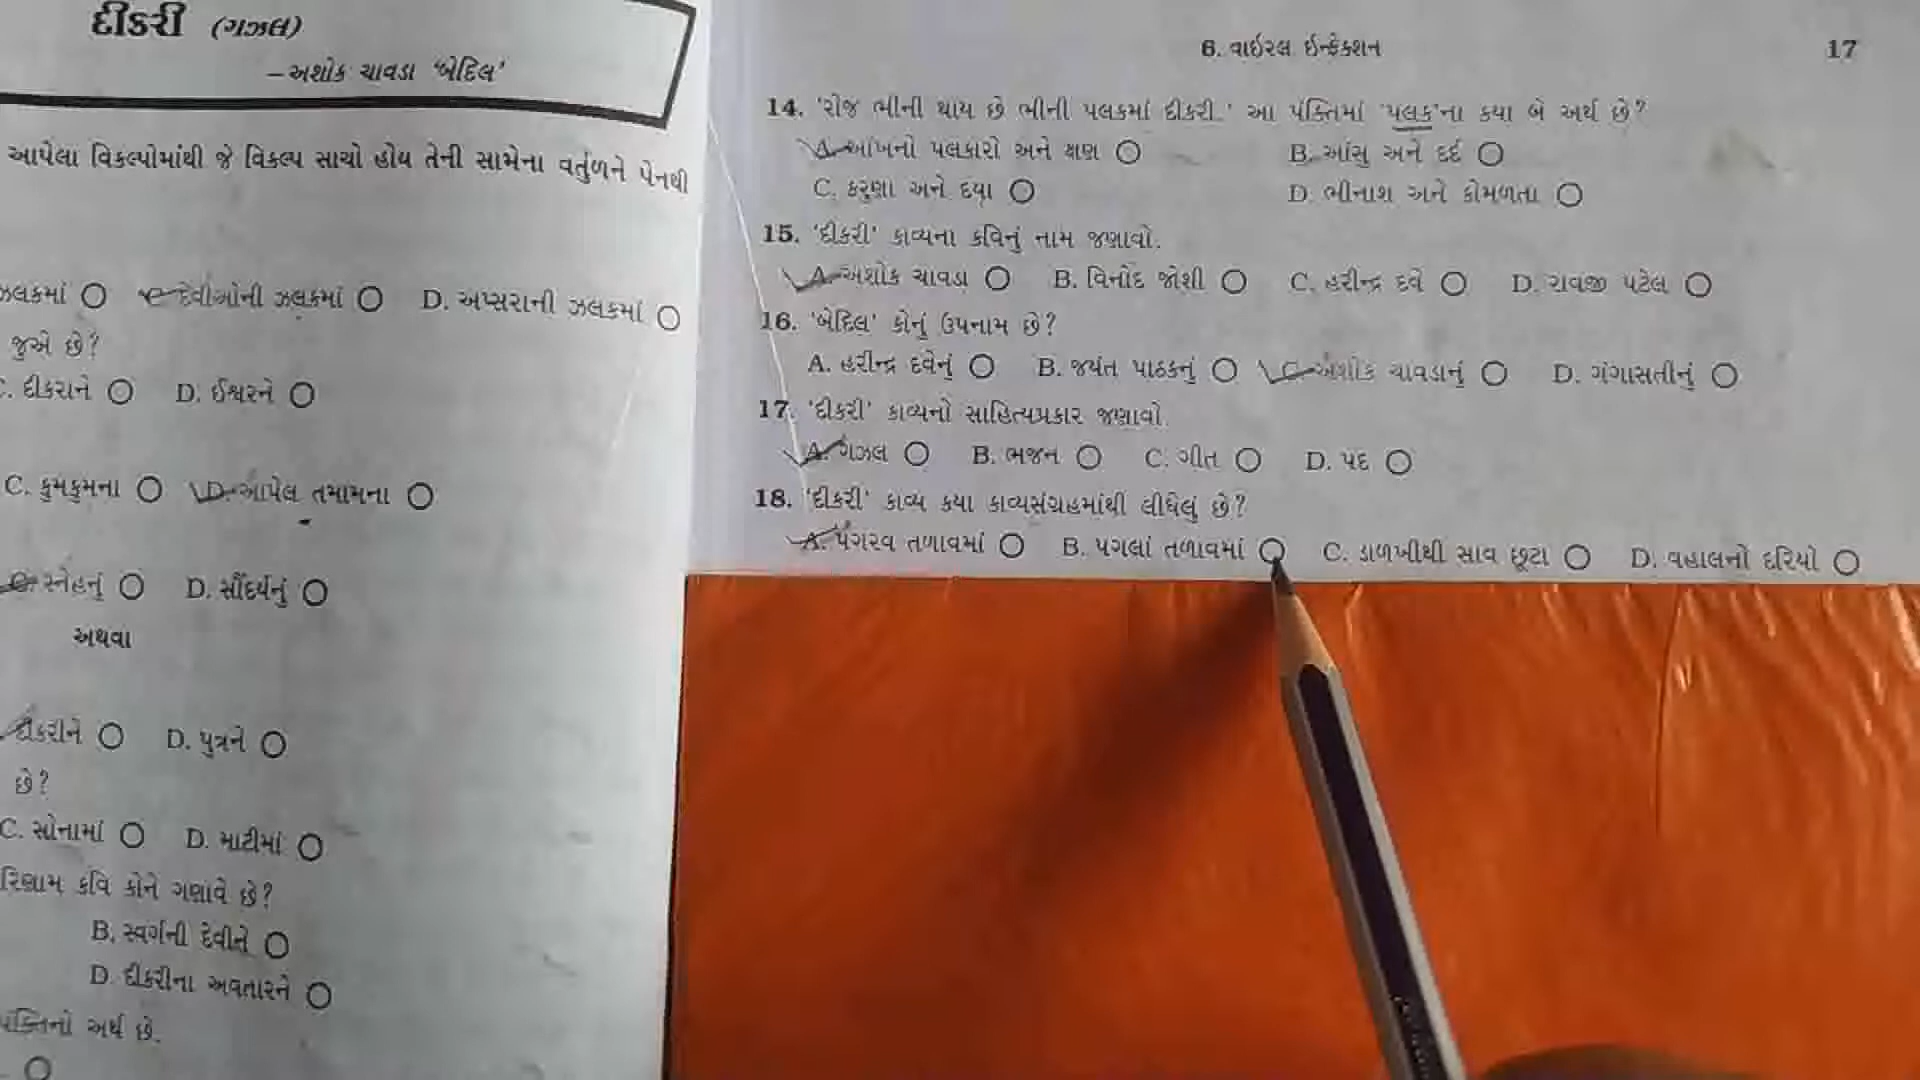 દીકરી (ગઝલ)
–અશોક ચાવડા 'બેદિલ'
આપેલા વિકલ્પોમાંથી જે વિકલ્પ સાચો હોય તેની સામેના વર્તુળને પેનથી
ઝલકમાં દેવીઓની ઝલકમાં D. અપ્સરાની ઝલકમાં
જુએ છે?
C. દીકરાને D. ઈશ્વરને
C. કુમકુમના D. આપેલ તમામના
C. સ્નેહનું D. સૌંદર્યનું
અથવા
દીકરીને D. પુત્રને
છે?
C. સોનામાં D. માટીમાં
કવિ કોને ગણાવે છે?
B. સ્વર્ગની દેવીને
D. દીકરીના અવતારને
પંક્તિનો અર્થ છે.
6. વાઇરલ ઇન્ફેક્શન 17
14. 'રોજ ભીની થાય છે ભીની પલકમાં દીકરી.' આ પંક્તિમાં 'પલક'ના કયા બે અર્થ છે?
A. આંખનો પલકારો અને ક્ષણ B. આંસુ અને દર્દ
C. કરુણા અને દયા D. ભીનાશ અને કોમળતા
15. 'દીકરી' કાવ્યના કવિનું નામ જણાવો.
A. અશોક ચાવડા B. વિનોદ જોશી C. હરીન્દ્ર દવે D. રાવજી પટેલ
16. 'બેદિલ' કોનું ઉપનામ છે?
A. હરીન્દ્ર દવેનું B. જયંત પાઠકનું C. અશોક ચાવડાનું D. ગંગાસતીનું
17. 'દીકરી' કાવ્યનો સાહિત્યપ્રકાર જણાવો.
A. ગઝલ B. ભજન C. ગીત D. પદ
18. 'દીકરી' કાવ્ય કયા કાવ્યસંગ્રહમાંથી લીધેલું છે?
A. પગરવ તળાવમાં B. પગલાં તળાવમાં C. ડાળખીથી સાવ છૂટા D. વહાલનો દરિયો